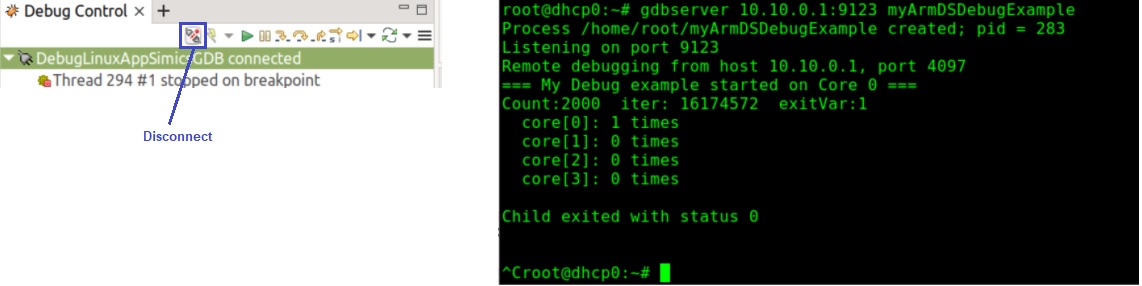 Debug Control
DebugLinuxAppSimic GDB connected
Thread 294 #1 stopped on breakpoint
Disconnect
root@dhcp0:~# gdbserver 10.10.0.1:9123 myArmDSDebugExample
Process /home/root/myArmDSDebugExample created; pid = 283
Listening on port 9123
Remote debugging from host 10.10.0.1, port 4097
=== My Debug example started on Core 0 ===
Count:2000  iter: 16174572  exitVar:1
  core[0]: 1 times
  core[1]: 0 times
  core[2]: 0 times
  core[3]: 0 times
Child exited with status 0
^Croot@dhcp0:~#